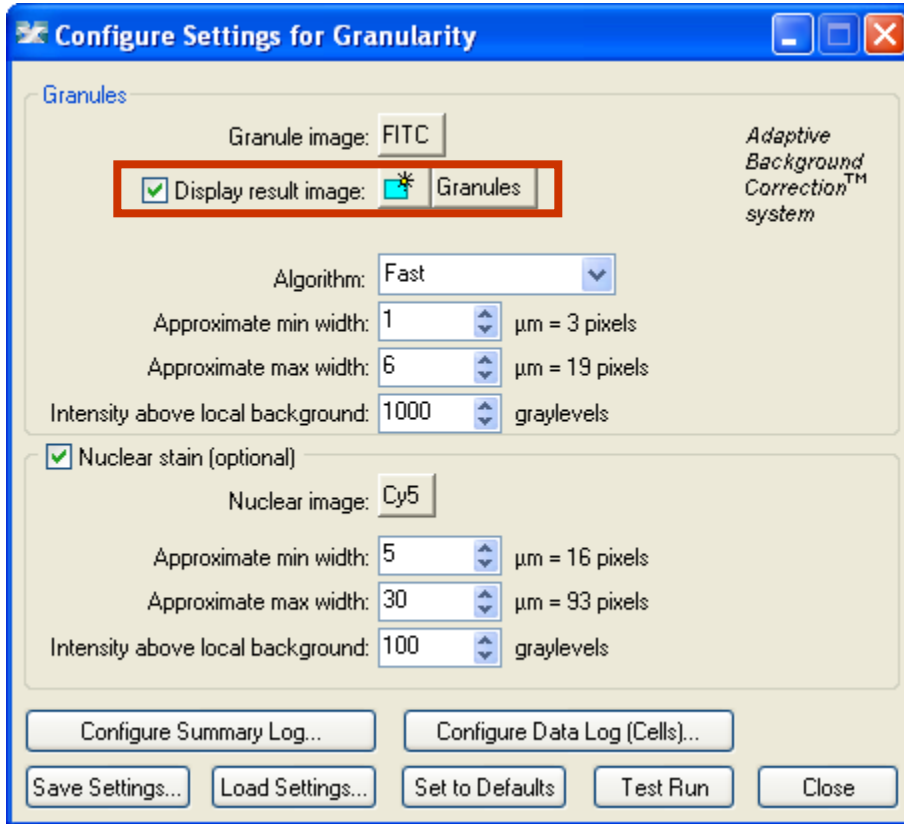 Configure Settings for Granularity
Granules
Granule image: FITC
Display result image: Granules
Adaptive
Background
Correction™
system
Algorithm: Fast
Approximate min width: 1 µm = 3 pixels
Approximate max width: 6 µm = 19 pixels
Intensity above local background: 1000 graylevels
Nuclear stain (optional)
Nuclear image: Cy5
Approximate min width: 5 µm = 16 pixels
Approximate max width: 30 µm = 93 pixels
Intensity above local background: 100 graylevels
Configure Summary Log... Configure Data Log (Cells)...
Save Settings... Load Settings... Set to Defaults Test Run Close